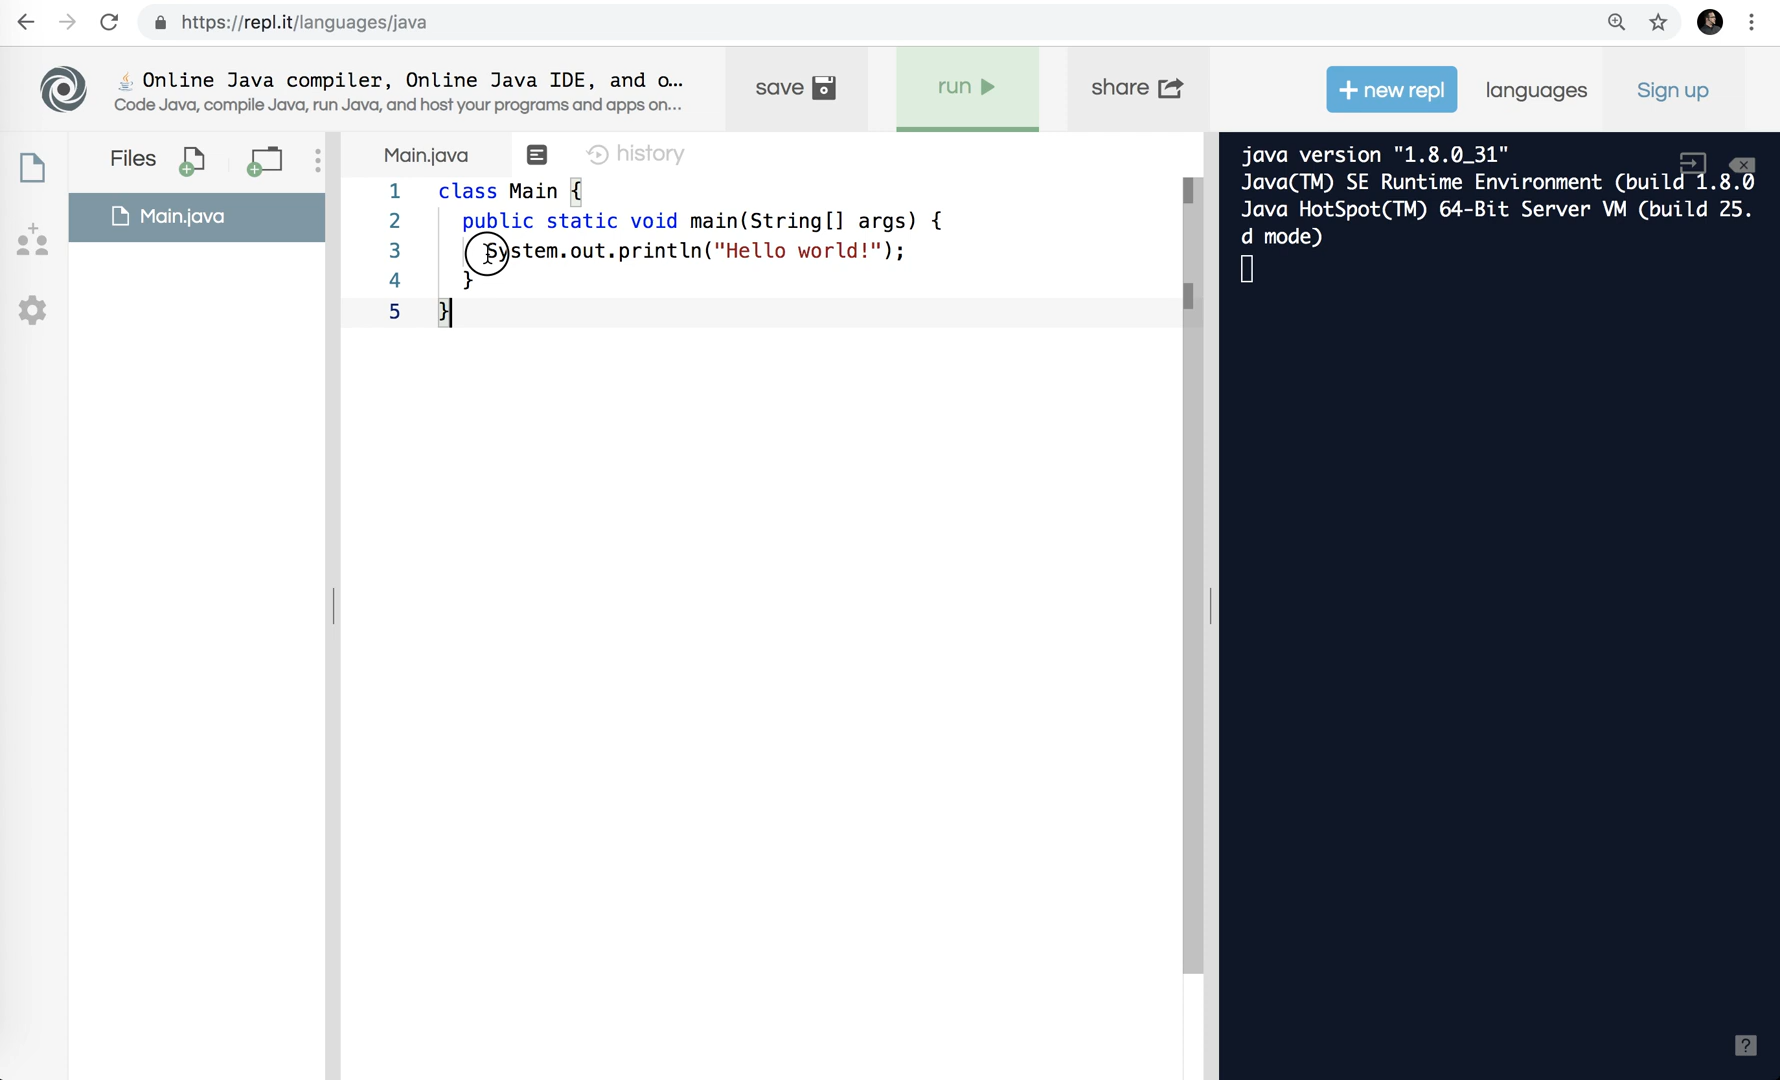 https://repl.it/languages/java
Online Java compiler, Online Java IDE, and o...
Code Java, compile Java, run Java, and host your programs and apps on...
save
run
share
+ new repl
languages
Sign up
Files
Main.java
Main.java
history
1 class Main {
2 public static void main(String[] args) {
3 System.out.println("Hello world!");
4 }
5 }
java version "1.8.0_31"
Java(TM) SE Runtime Environment (build 1.8.0
Java HotSpot(TM) 64-Bit Server VM (build 25.
d mode)
?